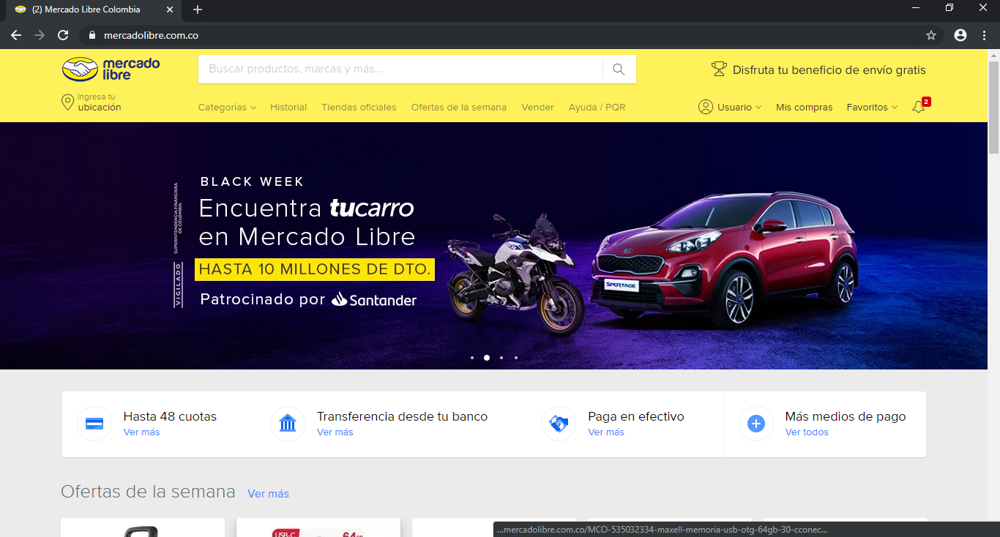 (2) Mercado Libre Colombia
mercadolibre.com.co
mercado
libre
Buscar productos, marcas y más...
Disfruta tu beneficio de envío gratis
Ingresa tu
ubicación
Categorías
Historial
Tiendas oficiales
Ofertas de la semana
Vender
Ayuda / PQR
Usuario
Mis compras
Favoritos
2
SUPERINTENDENCIA FINANCIERA
DE COLOMBIA
VIGILADO
BLACK WEEK
Encuentra tucarro
en Mercado Libre
HASTA 10 MILLONES DE DTO.
Patrocinado por Santander
SPORTAGE
Hasta 48 cuotas
Ver más
Transferencia desde tu banco
Ver más
Paga en efectivo
Ver más
Más medios de pago
Ver todos
Ofertas de la semana Ver más
USB-C
64GB
...mercadolibre.com.co/MCO-535032334-maxell-memoria-usb-otg-64gb-30-cconec...